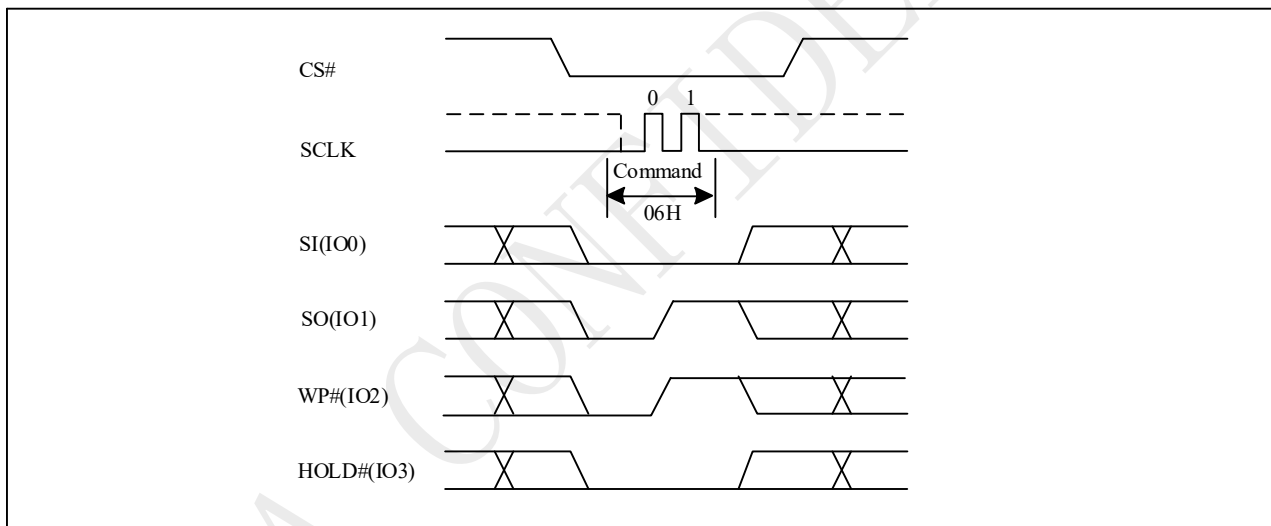 CS#
0 1
SCLK
Command
06H
SI(IO0)
SO(IO1)
WP#(IO2)
HOLD#(IO3)